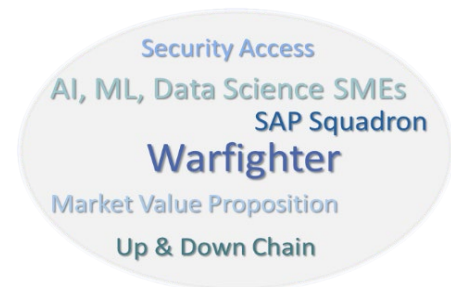 Security Access
AI, ML, Data Science SMEs
SAP Squadron
Warfighter
Market Value Proposition
Up & Down Chain